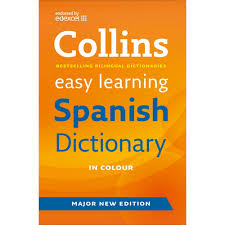 endorsed by
edexcel
Collins
BESTSELLING BILINGUAL DICTIONARIES
easy learning
Spanish
Dictionary
IN COLOUR
MAJOR NEW EDITION